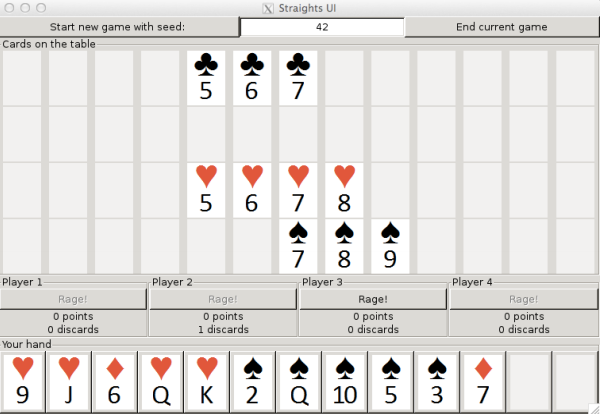 Straights UI
Start new game with seed: 42 End current game
Cards on the table
♣ ♣ ♣
5 6 7
♥ ♥ ♥ ♥
5 6 7 8
♠ ♠ ♠
7 8 9
Player 1 Player 2 Player 3 Player 4
Rage! Rage! Rage! Rage!
0 points 0 points 0 points 0 points
0 discards 1 discards 0 discards 0 discards
Your hand
♥ ♥ ♦ ♥ ♥ ♠ ♠ ♠ ♠ ♠ ♦
9 J 6 Q K 2 Q 10 5 3 7